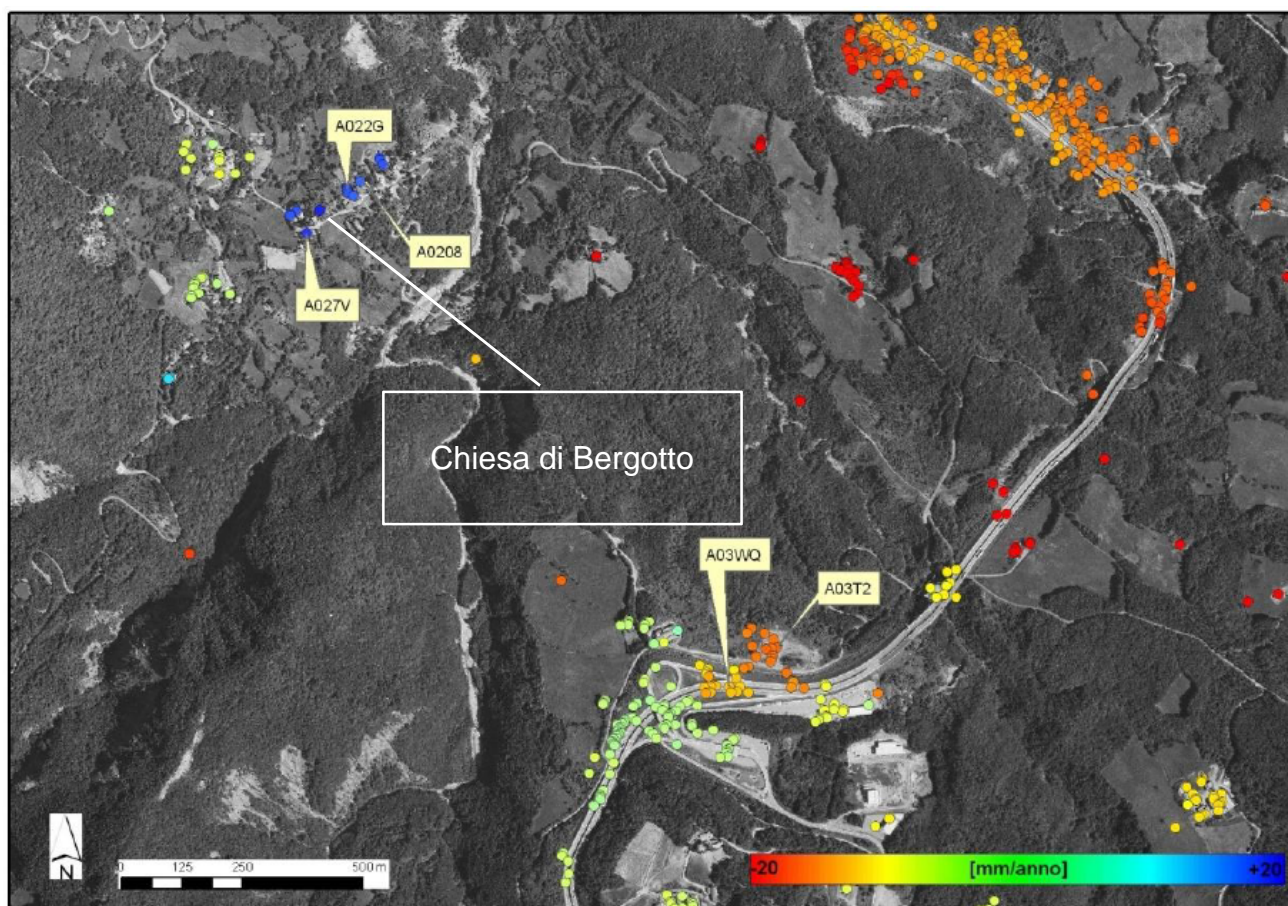 A022G
A0208
A027V
Chiesa di Bergotto
A03WQ
A03T2
N
0 125 250 500 m
-20 [mm/anno] +20